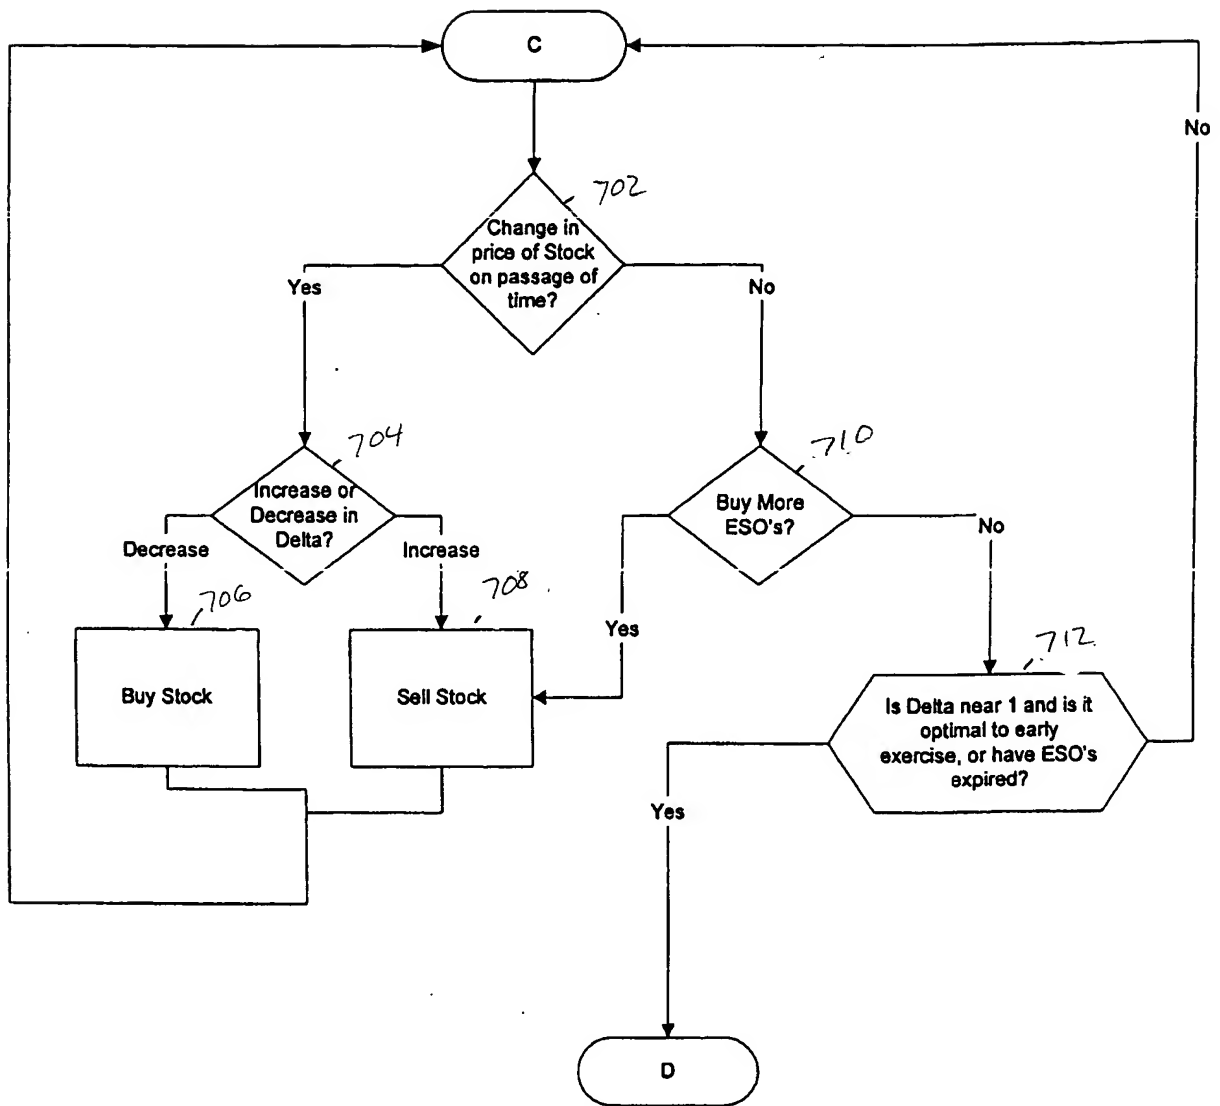 C
No
702
Change in
price of Stock
on passage of
time?
Yes
No
704
Increase or
Decrease in
Delta?
710
Buy More
ESO's?
Decrease
Increase
No
706
708
Yes
712
Buy Stock
Sell Stock
Is Delta near 1 and is it
optimal to early
exercise, or have ESO's
expired?
Yes
D